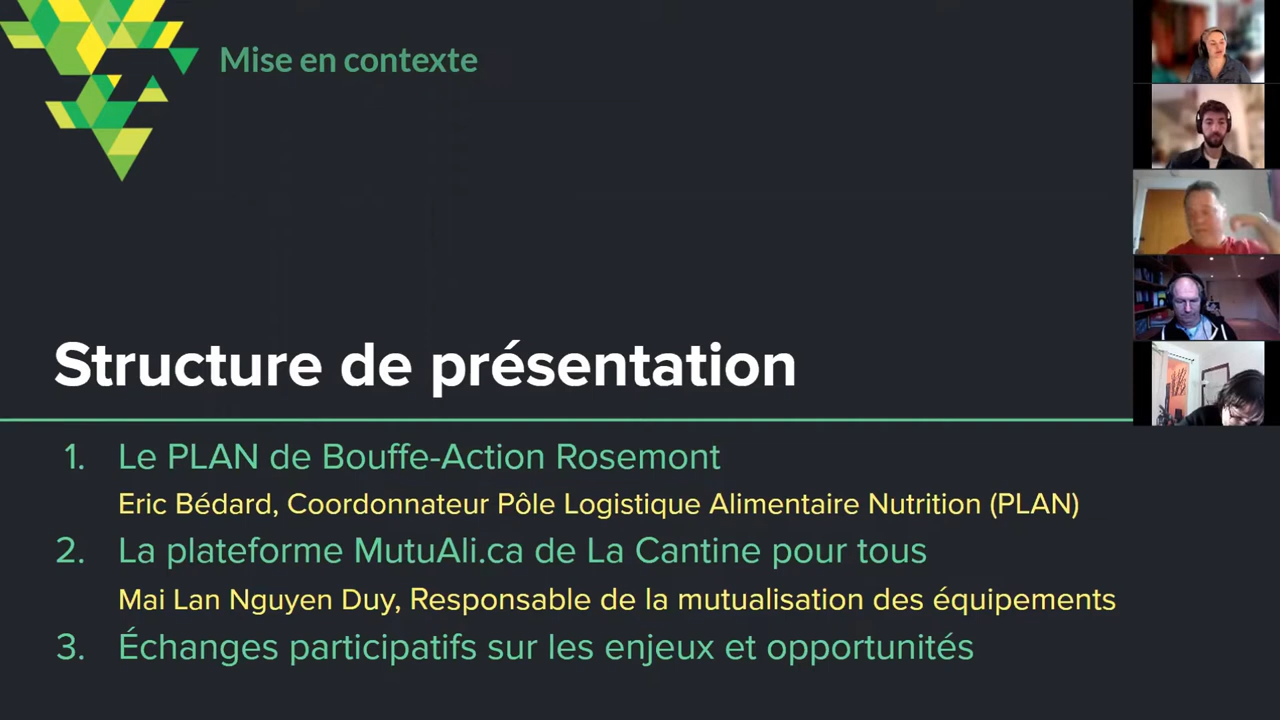 Mise en contexte
Structure de présentation
1. Le PLAN de Bouffe-Action Rosemont
Eric Bédard, Coordonnateur Pôle Logistique Alimentaire Nutrition (PLAN)
2. La plateforme MutuAli.ca de La Cantine pour tous
Mai Lan Nguyen Duy, Responsable de la mutualisation des équipements
3. Échanges participatifs sur les enjeux et opportunités